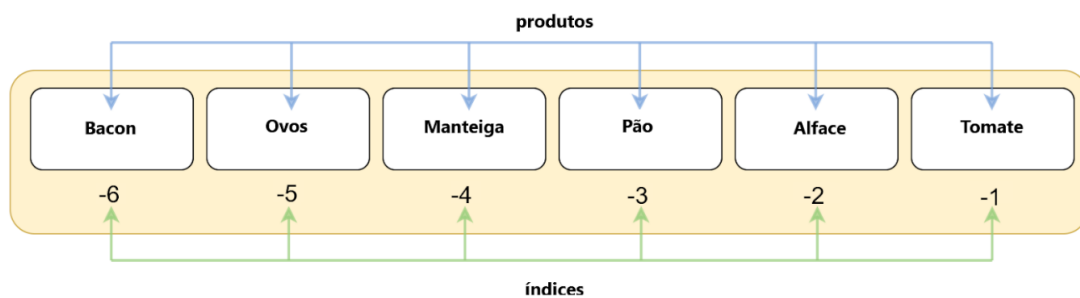 produtos
Bacon Ovos Manteiga Pão Alface Tomate
-6 -5 -4 -3 -2 -1
índices